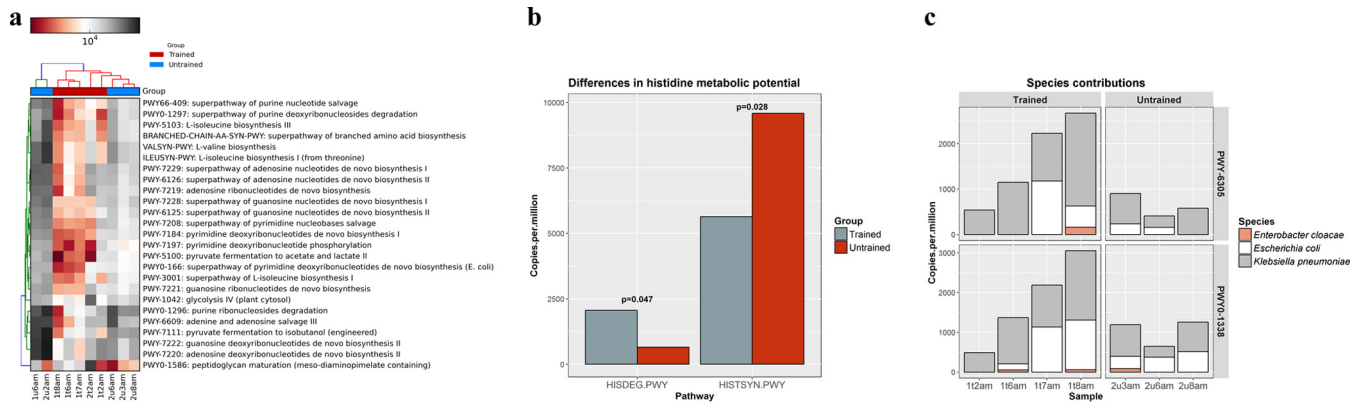 a
10⁴
Group
Trained
Untrained
Group
PWY66-409: superpathway of purine nucleotide salvage
PWY0-1297: superpathway of purine deoxyribonucleosides degradation
PWY-5103: L-isoleucine biosynthesis III
BRANCHED-CHAIN-AA-SYN-PWY: superpathway of branched amino acid biosynthesis
VALSYN-PWY: L-valine biosynthesis
ILEUSYN-PWY: L-isoleucine biosynthesis I (from threonine)
PWY-7229: superpathway of adenosine nucleotides de novo biosynthesis I
PWY-6126: superpathway of adenosine nucleotides de novo biosynthesis II
PWY-7219: adenosine ribonucleotides de novo biosynthesis
PWY-7228: superpathway of guanosine nucleotides de novo biosynthesis I
PWY-6125: superpathway of guanosine nucleotides de novo biosynthesis II
PWY-7208: superpathway of pyrimidine nucleobases salvage
PWY-7184: pyrimidine deoxyribonucleotides de novo biosynthesis I
PWY-7197: pyrimidine deoxyribonucleotide phosphorylation
PWY-5100: pyruvate fermentation to acetate and lactate II
PWY0-166: superpathway of pyrimidine deoxyribonucleotides de novo biosynthesis (E. coli)
PWY-3001: superpathway of L-isoleucine biosynthesis I
PWY-7221: guanosine ribonucleotides de novo biosynthesis
PWY-1042: glycolysis IV (plant cytosol)
PWY0-1296: purine ribonucleosides degradation
PWY-6609: adenine and adenosine salvage III
PWY-7111: pyruvate fermentation to isobutanol (engineered)
PWY-7222: guanosine deoxyribonucleotides de novo biosynthesis II
PWY-7220: adenosine deoxyribonucleotides de novo biosynthesis II
PWY0-1586: peptidoglycan maturation (meso-diaminopimelate containing)
1u6am
2u2am
1t8am
1t6am
1t7am
2t2am
1t2am
2u6am
2u3am
2u8am
b
Differences in histidine metabolic potential
10000
7500
5000
2500
0
Copies.per.million
p=0.047
p=0.028
HISDEG.PWY
HISTSYN.PWY
Pathway
Group
Trained
Untrained
c
Species contributions
Trained
Untrained
2000
1000
0
PWY-6305
3000
2000
1000
0
PWY0-1338
Copies.per.million
1t2am
1t6am
1t7am
1t8am
2u3am
2u6am
2u8am
Sample
Species
Enterobacter cloacae
Escherichia coli
Klebsiella pneumoniae